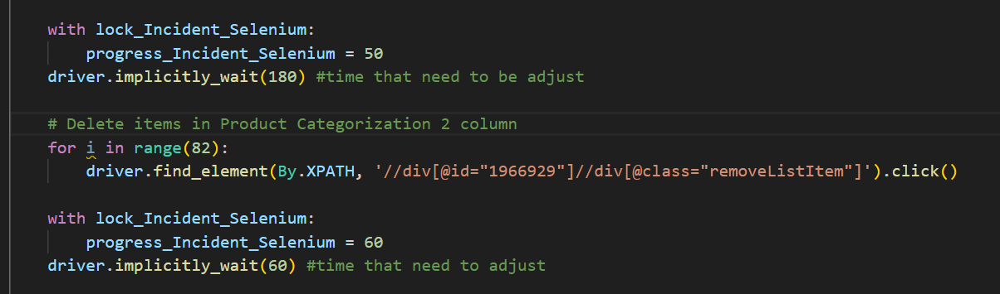 with lock_Incident_Selenium:
progress_Incident_Selenium = 50
driver.implicitly_wait(180) #time that need to be adjust
# Delete items in Product Categorization 2 column
for i in range(82):
driver.find_element(By.XPATH, '//div[@id="1966929"]//div[@class="removeListItem"]').click()
with lock_Incident_Selenium:
progress_Incident_Selenium = 60
driver.implicitly_wait(60) #time that need to adjust